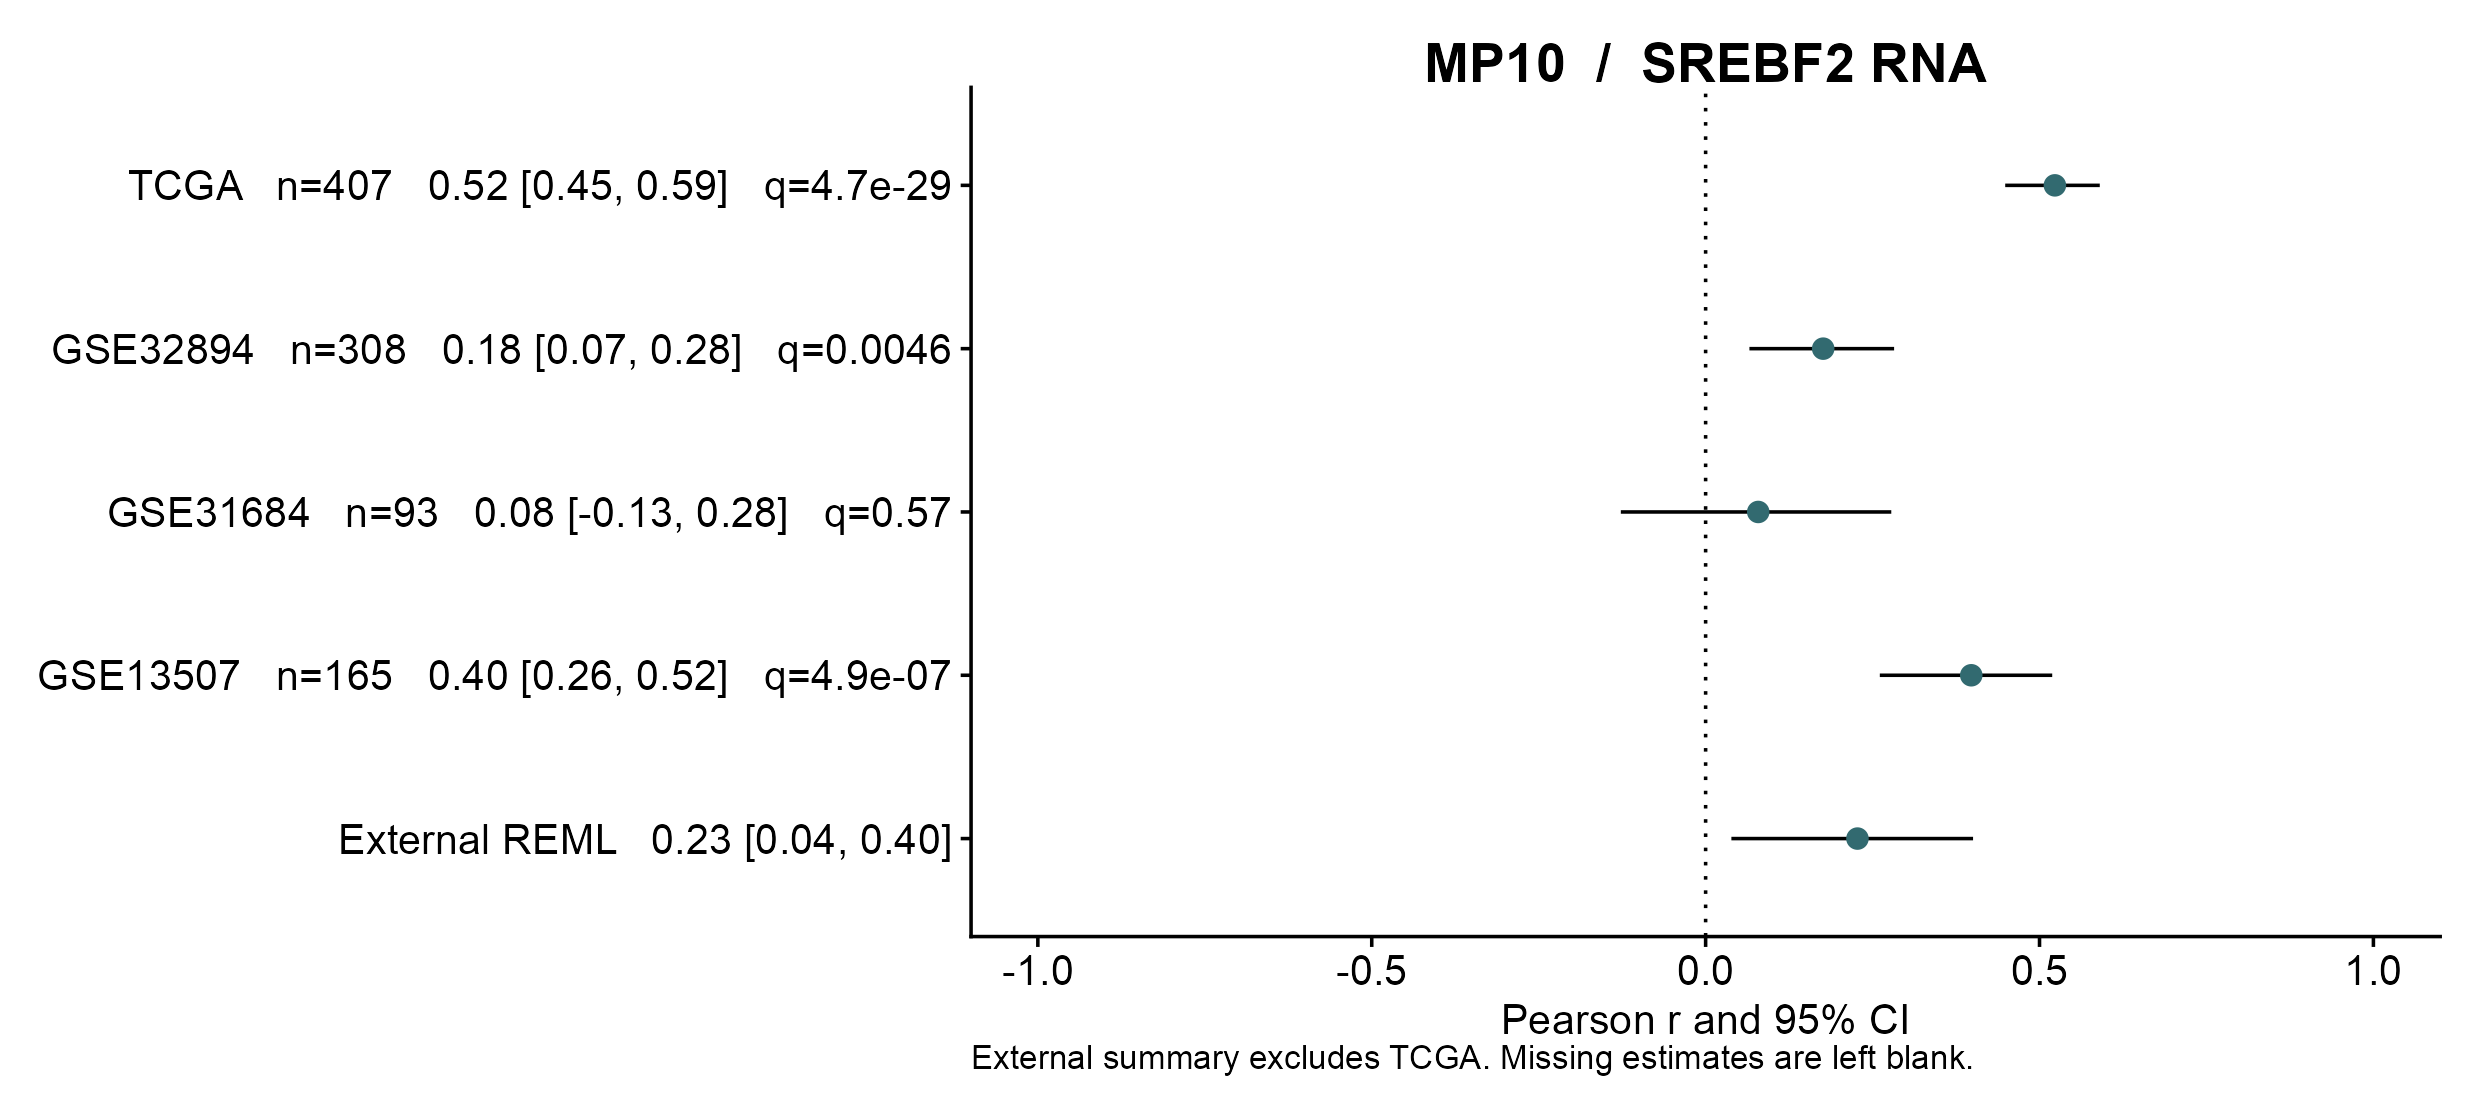 MP10 / SREBF2 RNA
TCGA n=407 0.52 [0.45, 0.59] q=4.7e-29
GSE32894 n=308 0.18 [0.07, 0.28] q=0.0046
GSE31684 n=93 0.08 [-0.13, 0.28] q=0.57
GSE13507 n=165 0.40 [0.26, 0.52] q=4.9e-07
External REML 0.23 [0.04, 0.40]
-1.0 -0.5 0.0 0.5 1.0
Pearson r and 95% CI
External summary excludes TCGA. Missing estimates are left blank.